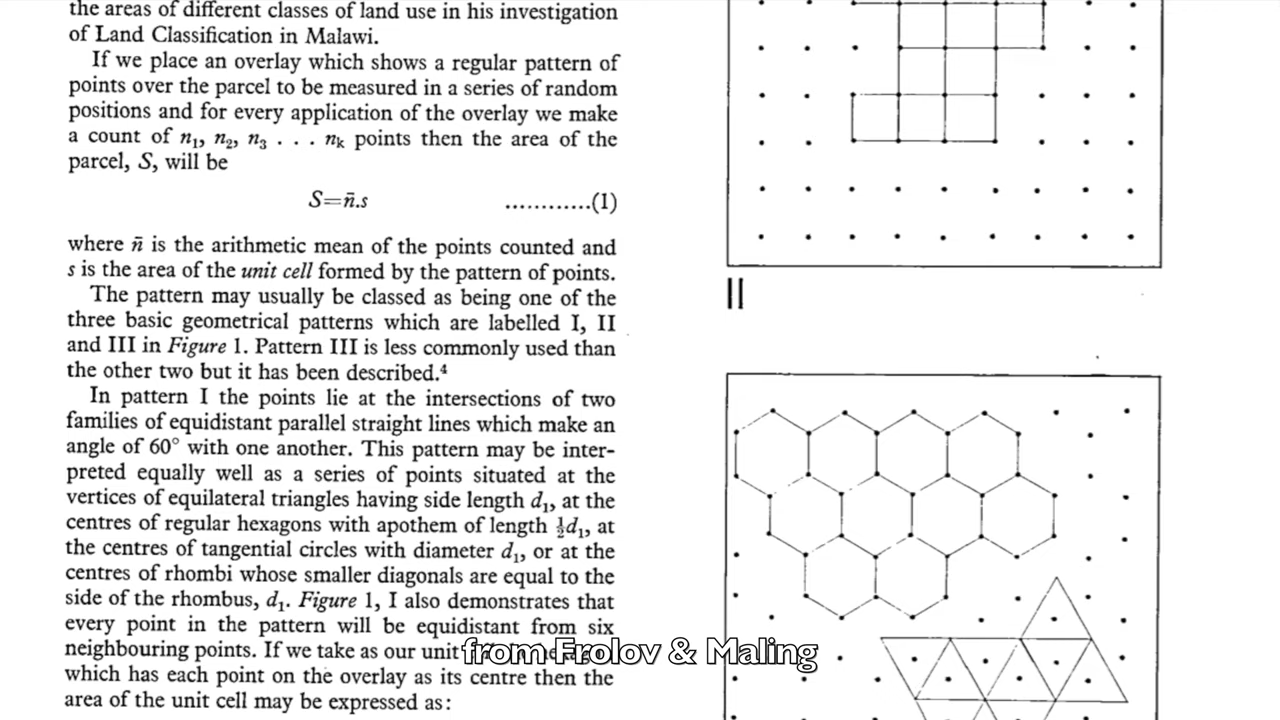 the areas of different classes of land use in his investigation
of Land Classification in Malawi.
If we place an overlay which shows a regular pattern of
points over the parcel to be measured in a series of random
positions and for every application of the overlay we make
a count of n₁, n₂, n₃ . . . nₖ points then the area of the
parcel, S, will be
S=n̄.s ............(1)
where n̄ is the arithmetic mean of the points counted and
s is the area of the unit cell formed by the pattern of points.
The pattern may usually be classed as being one of the
three basic geometrical patterns which are labelled I, II
and III in Figure 1. Pattern III is less commonly used than
the other two but it has been described.⁴
In pattern I the points lie at the intersections of two
families of equidistant parallel straight lines which make an
angle of 60° with one another. This pattern may be inter-
preted equally well as a series of points situated at the
vertices of equilateral triangles having side length d₁, at the
centres of regular hexagons with apothem of length ½d₁, at
the centres of tangential circles with diameter d₁, or at the
centres of rhombi whose smaller diagonals are equal to the
side of the rhombus, d₁. Figure 1, I also demonstrates that
every point in the pattern will be equidistant from six
neighbouring points. If we take as our unit
which has each point on the overlay as its centre then the
area of the unit cell may be expressed as:
II
from Frolov & Maling